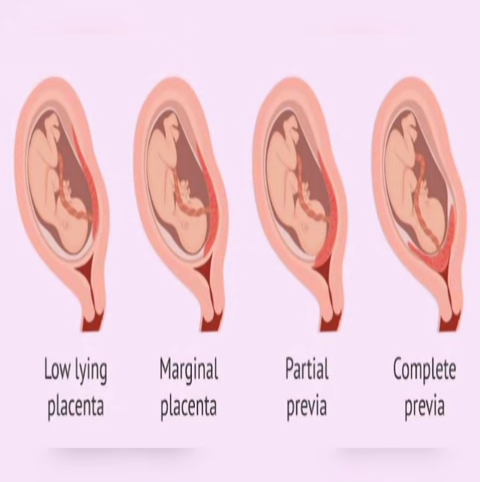 Low lying
placenta
Marginal
placenta
Partial
previa
Complete
previa